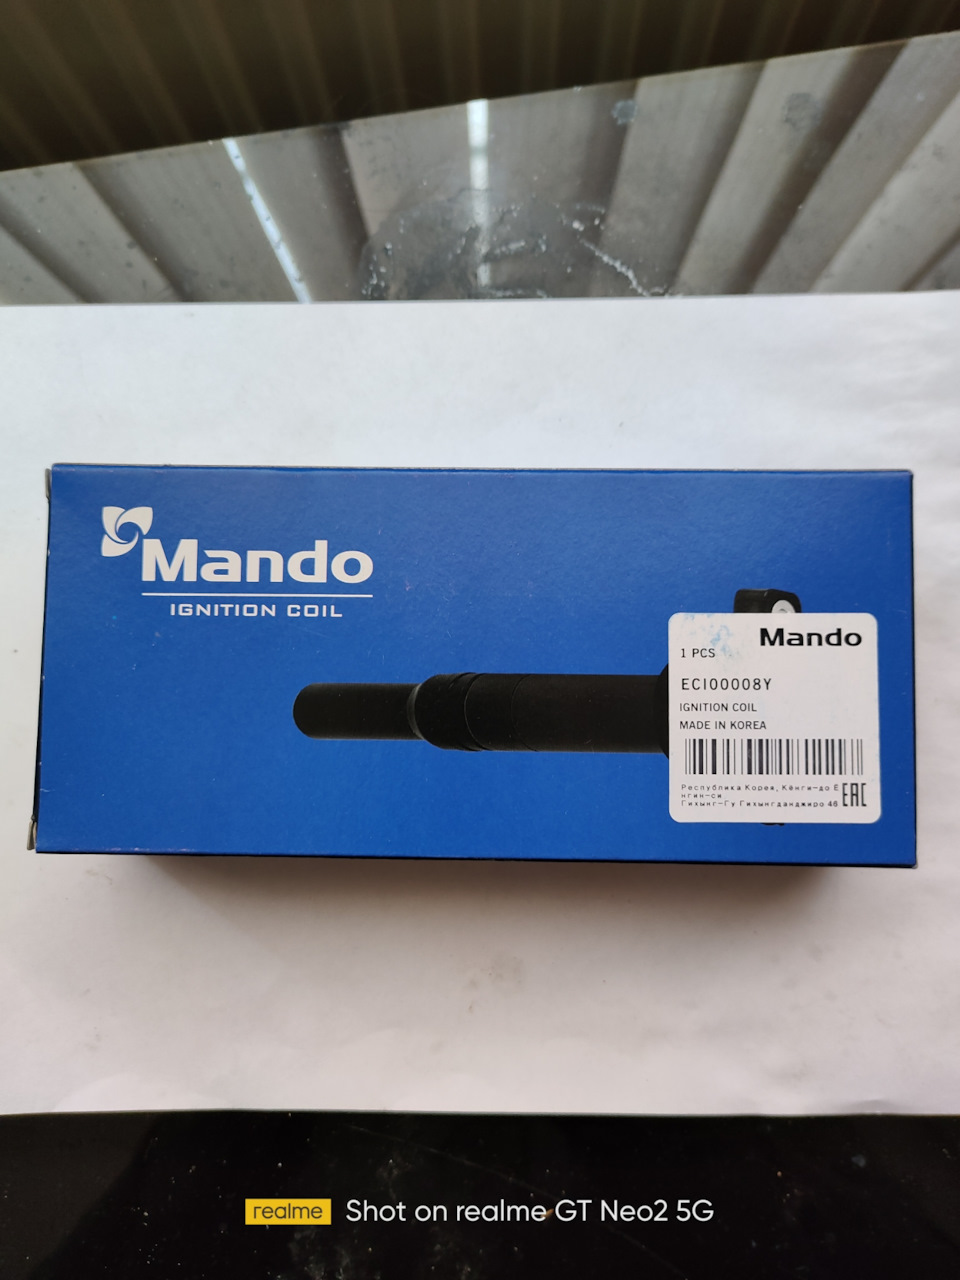 Mando
IGNITION COIL
Mando
1 PCS
ECI00008Y
IGNITION COIL
MADE IN KOREA
Республика Корея, Кёнги-до Ё
нгин-си
Гихынг-Гу Гихынгданджиро 46
EAC
realme Shot on realme GT Neo2 5G